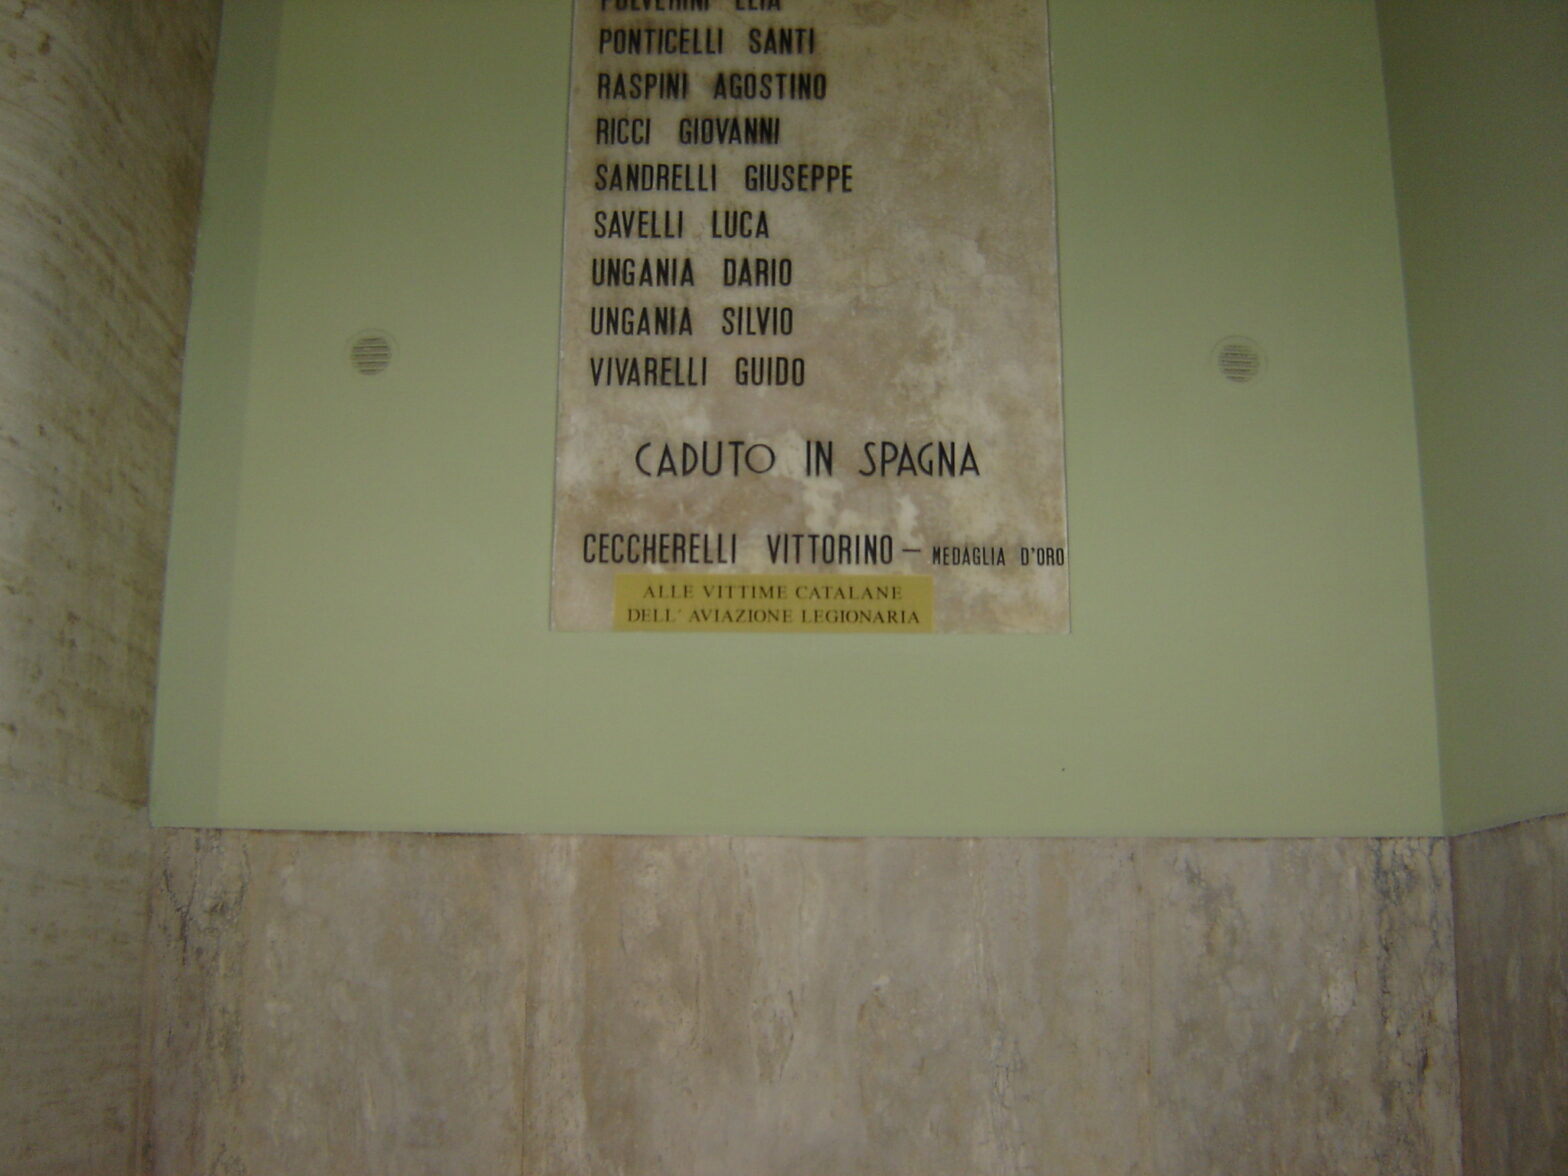 PONTICELLI SANTI
RASPINI AGOSTINO
RICCI GIOVANNI
SANDRELLI GIUSEPPE
SAVELLI LUCA
UNGANIA DARIO
UNGANIA SILVIO
VIVARELLI GUIDO
CADUTO IN SPAGNA
CECCHERELLI VITTORINO — MEDAGLIA D'ORO
ALLE VITTIME CATALANE
DELL' AVIAZIONE LEGIONARIA